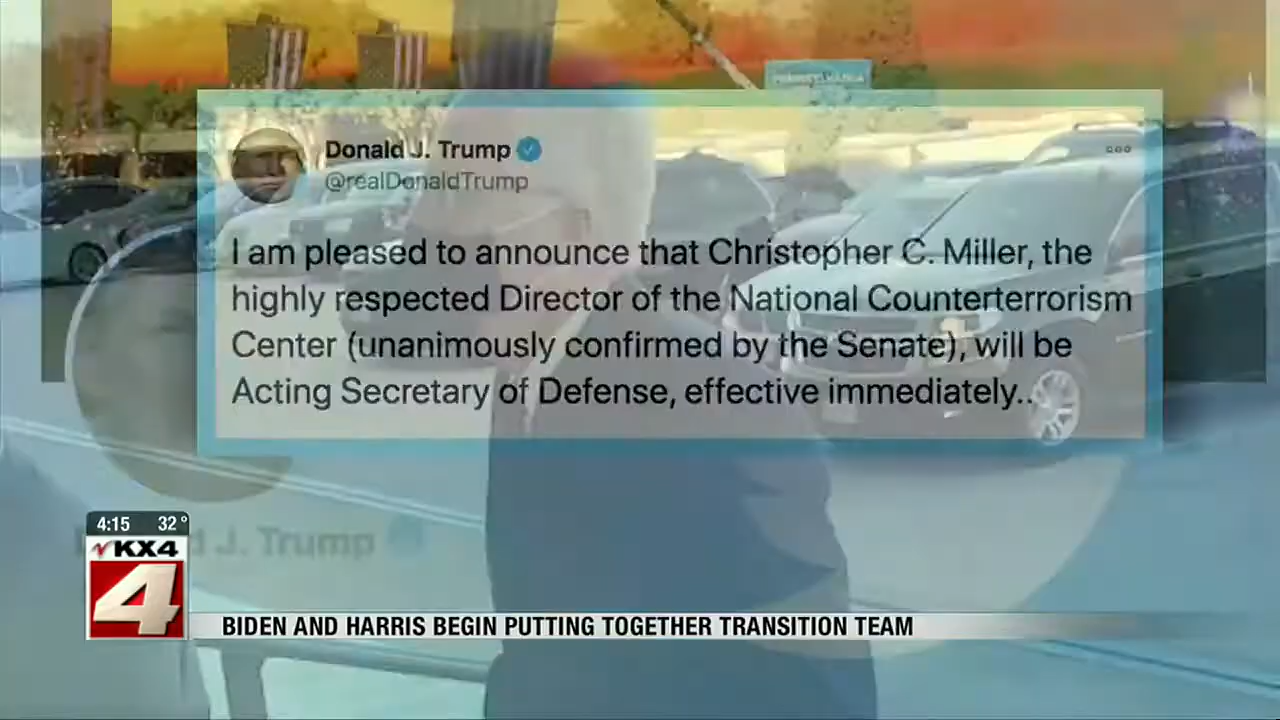 PENNSYLVANIA
Donald J. Trump
@realDonaldTrump
I am pleased to announce that Christopher C. Miller, the
highly respected Director of the National Counterterrorism
Center (unanimously confirmed by the Senate), will be
Acting Secretary of Defense, effective immediately..
4:15 32°
KX4
4
d J. Trump
BIDEN AND HARRIS BEGIN PUTTING TOGETHER TRANSITION TEAM